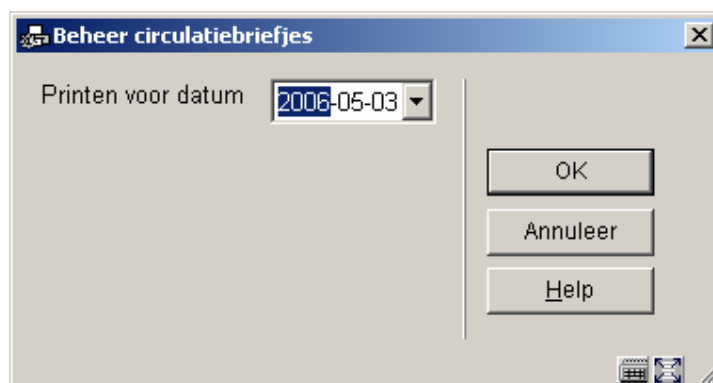 Beheer circulatiebriefjes
Printen voor datum 2006-05-03
OK
Annuleer
Help